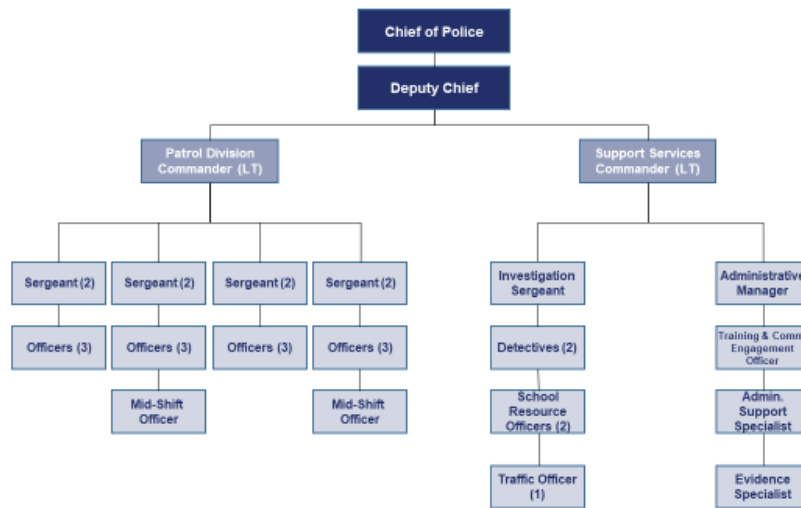 Chief of Police
Deputy Chief
Patrol Division
Commander (LT)
Support Services
Commander (LT)
Sergeant (2)
Sergeant (2)
Sergeant (2)
Sergeant (2)
Investigation
Sergeant
Administrative
Manager
Officers (3)
Officers (3)
Officers (3)
Officers (3)
Detectives (2)
Training & Comm
Engagement
Officer
Mid-Shift
Officer
Mid-Shift
Officer
School
Resource
Officers (2)
Admin.
Support
Specialist
Traffic Officer
(1)
Evidence
Specialist